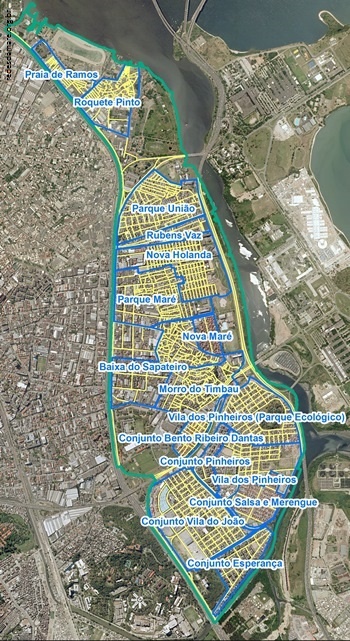 Praia de Ramos
Roquete Pinto
Parque União
Rubens Vaz
Nova Holanda
Parque Maré
Nova Maré
Baixa do Sapateiro
Morro do Timbau
Vila dos Pinheiros (Parque Ecológico)
Conjunto Bento Ribeiro Dantas
Conjunto Pinheiros
Vila dos Pinheiros
Conjunto Salsa e Merengue
Conjunto Vila do João
Conjunto Esperança